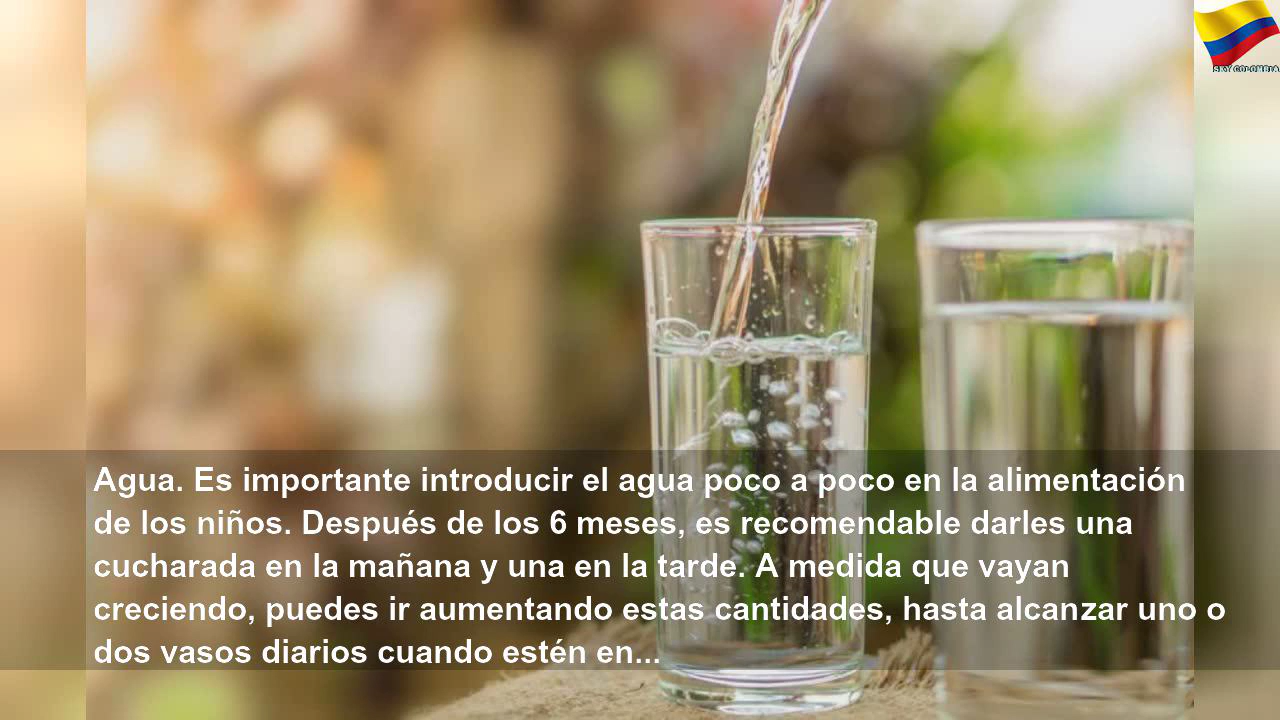 SKY COLOMBIA
Agua. Es importante introducir el agua poco a poco en la alimentación
de los niños. Después de los 6 meses, es recomendable darles una
cucharada en la mañana y una en la tarde. A medida que vayan
creciendo, puedes ir aumentando estas cantidades, hasta alcanzar uno o
dos vasos diarios cuando estén en...